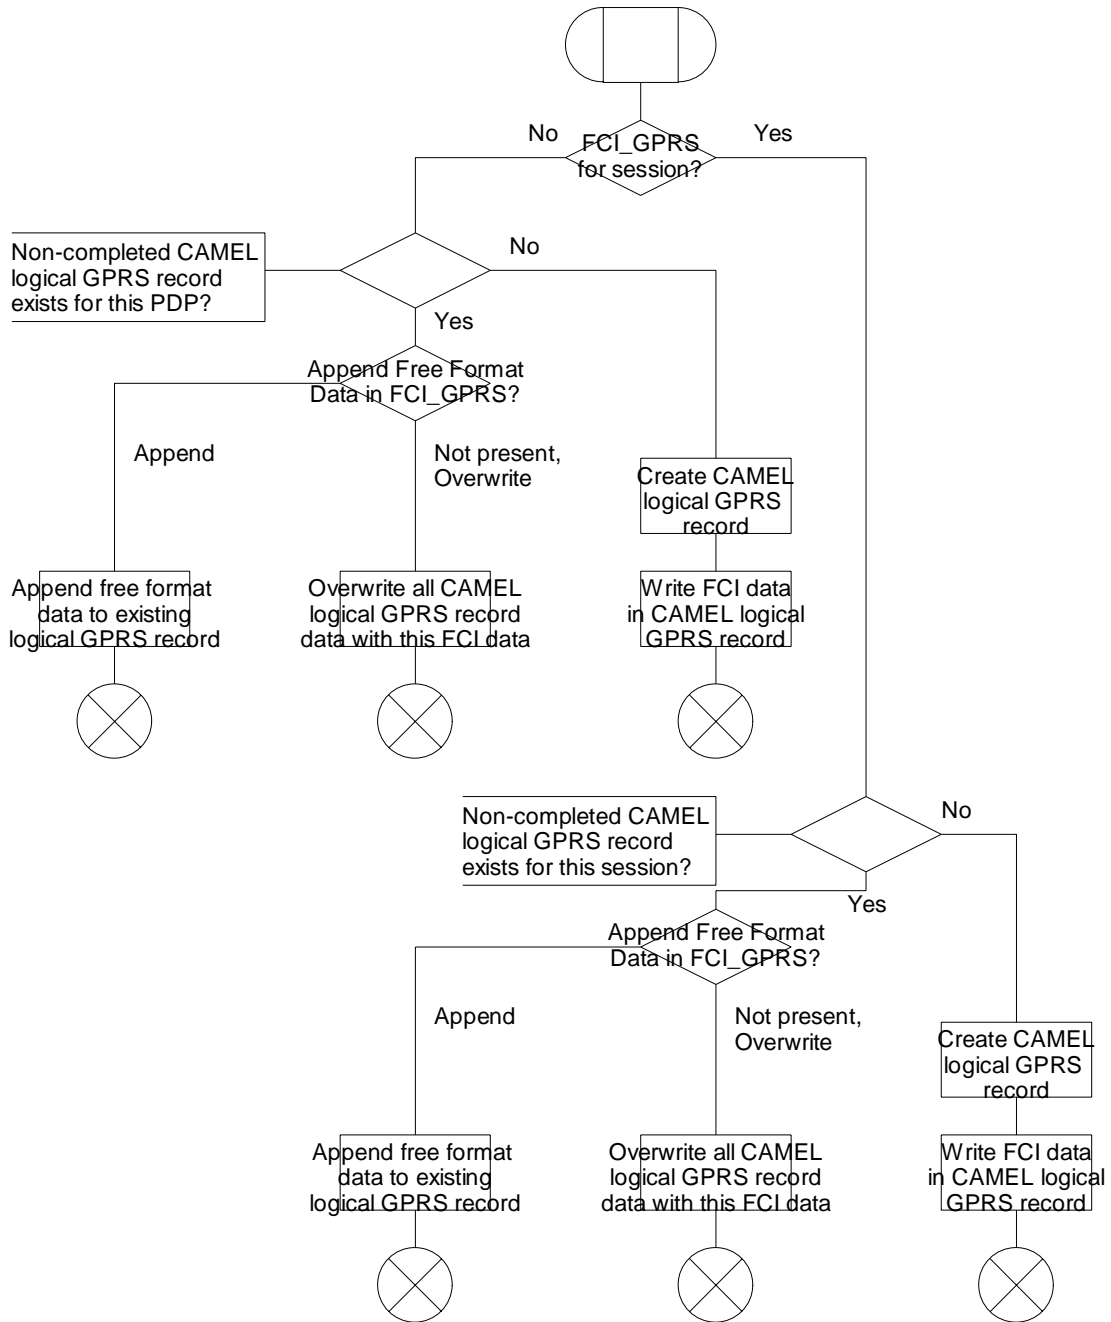 No
FCI_GPRS
for session?
Yes
Non-completed CAMEL
logical GPRS record
exists for this PDP?
No
Yes
Append Free Format
Data in FCI_GPRS?
Append
Not present,
Overwrite
Create CAMEL
logical GPRS
record
Append free format
data to existing
logical GPRS record
Overwrite all CAMEL
logical GPRS record
data with this FCI data
Write FCI data
in CAMEL logical
GPRS record
Non-completed CAMEL
logical GPRS record
exists for this session?
No
Yes
Append Free Format
Data in FCI_GPRS?
Append
Not present,
Overwrite
Create CAMEL
logical GPRS
record
Append free format
data to existing
logical GPRS record
Overwrite all CAMEL
logical GPRS record
data with this FCI data
Write FCI data
in CAMEL logical
GPRS record